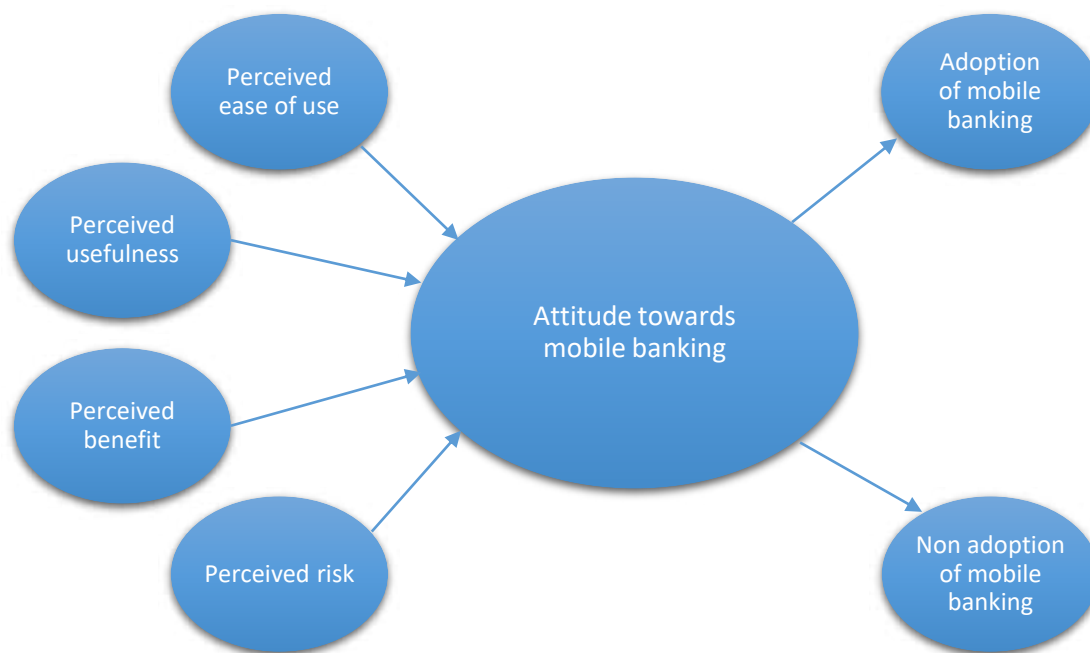 Perceived
ease of use
Perceived
usefulness
Perceived
benefit
Perceived risk
Attitude towards
mobile banking
Adoption
of mobile
banking
Non adoption
of mobile
banking